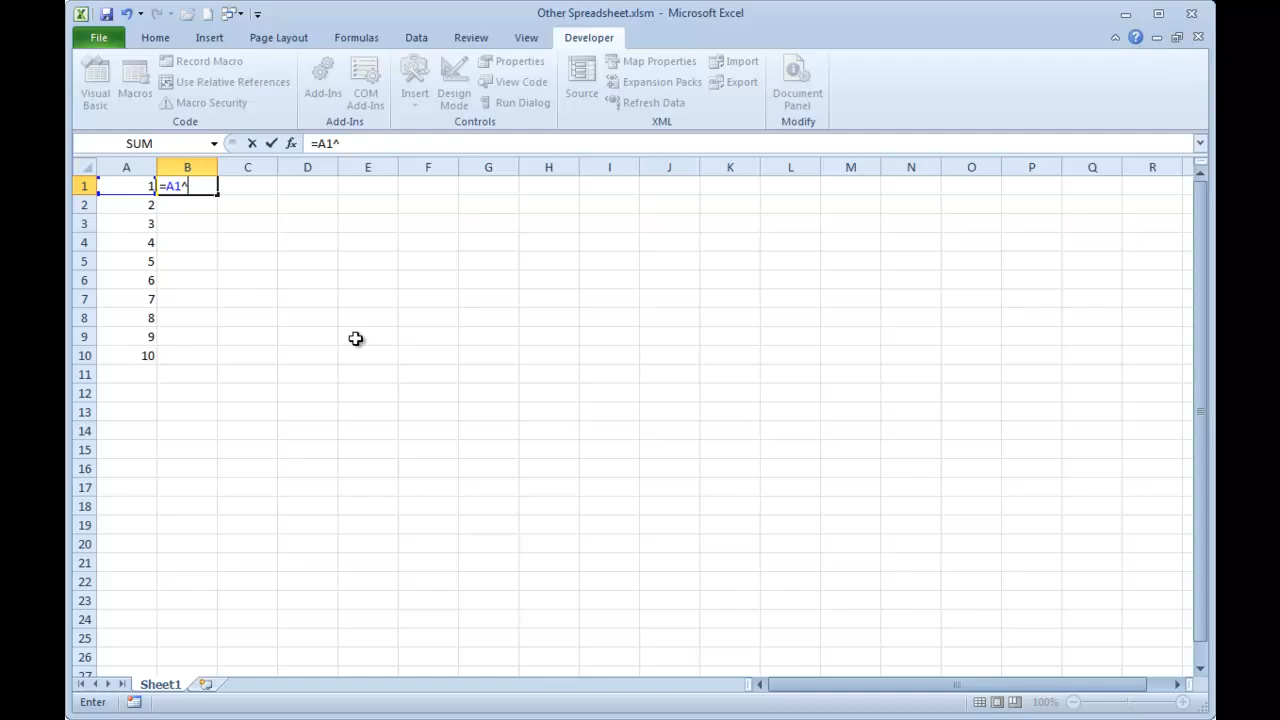 Other Spreadsheet.xlsm - Microsoft Excel
File Home Insert Page Layout Formulas Data Review View Developer
Visual Basic
Macros
Record Macro
Use Relative References
Macro Security
Code
Add-Ins
COM Add-Ins
Add-Ins
Insert
Design Mode
Properties
View Code
Run Dialog
Controls
Source
Map Properties
Expansion Packs
Refresh Data
Import
Export
XML
Document Panel
Modify
SUM fx =A1^
A B C D E F G H I J K L M N O P Q R
1 1 =A1^
2 2
3 3
4 4
5 5
6 6
7 7
8 8
9 9
10 10
11
12
13
14
15
16
17
18
19
20
21
22
23
24
25
26
27
Sheet1
Enter 100%